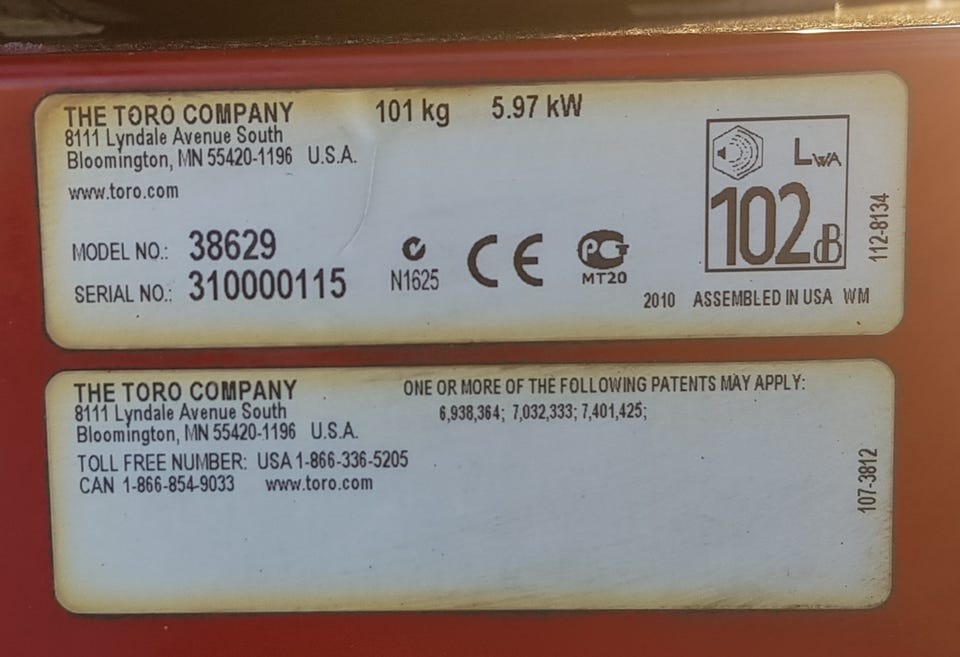 THE TORO COMPANY 101 kg 5.97 kW
8111 Lyndale Avenue South
Bloomington, MN 55420-1196 U.S.A.
www.toro.com
MODEL NO.: 38629
SERIAL NO.: 310000115
N1625
CE
PCT
MT20
LWA
102 dB
112-8134
2010 ASSEMBLED IN USA WM
THE TORO COMPANY
8111 Lyndale Avenue South
Bloomington, MN 55420-1196 U.S.A.
TOLL FREE NUMBER: USA 1-866-336-5205
CAN 1-866-854-9033 www.toro.com
ONE OR MORE OF THE FOLLOWING PATENTS MAY APPLY:
6,938,364; 7,032,333; 7,401,425;
107-3812